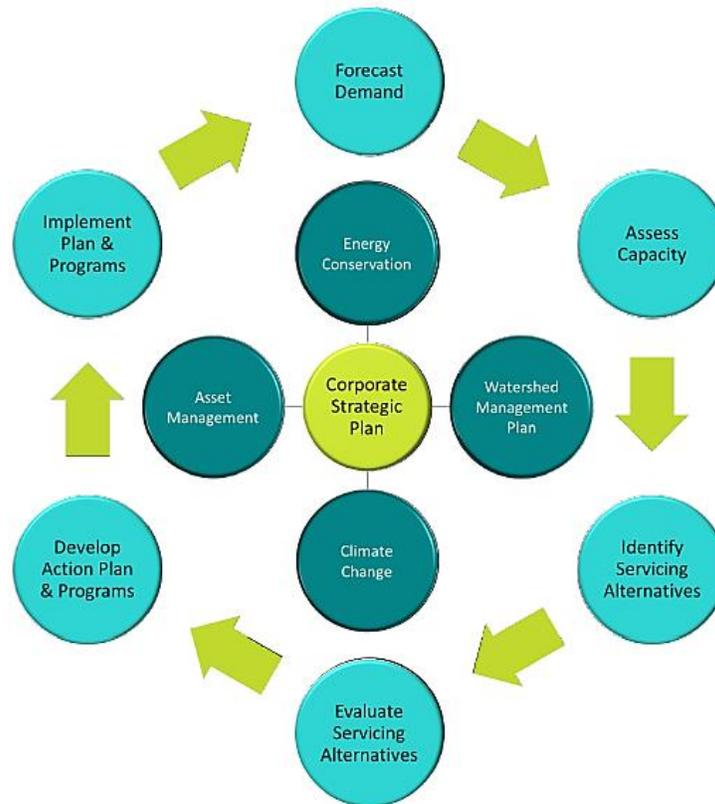 Forecast
Demand
Assess
Capacity
Identify
Servicing
Alternatives
Evaluate
Servicing
Alternatives
Develop
Action Plan
& Programs
Implement
Plan &
Programs
Energy
Conservation
Watershed
Management
Plan
Climate
Change
Asset
Management
Corporate
Strategic
Plan